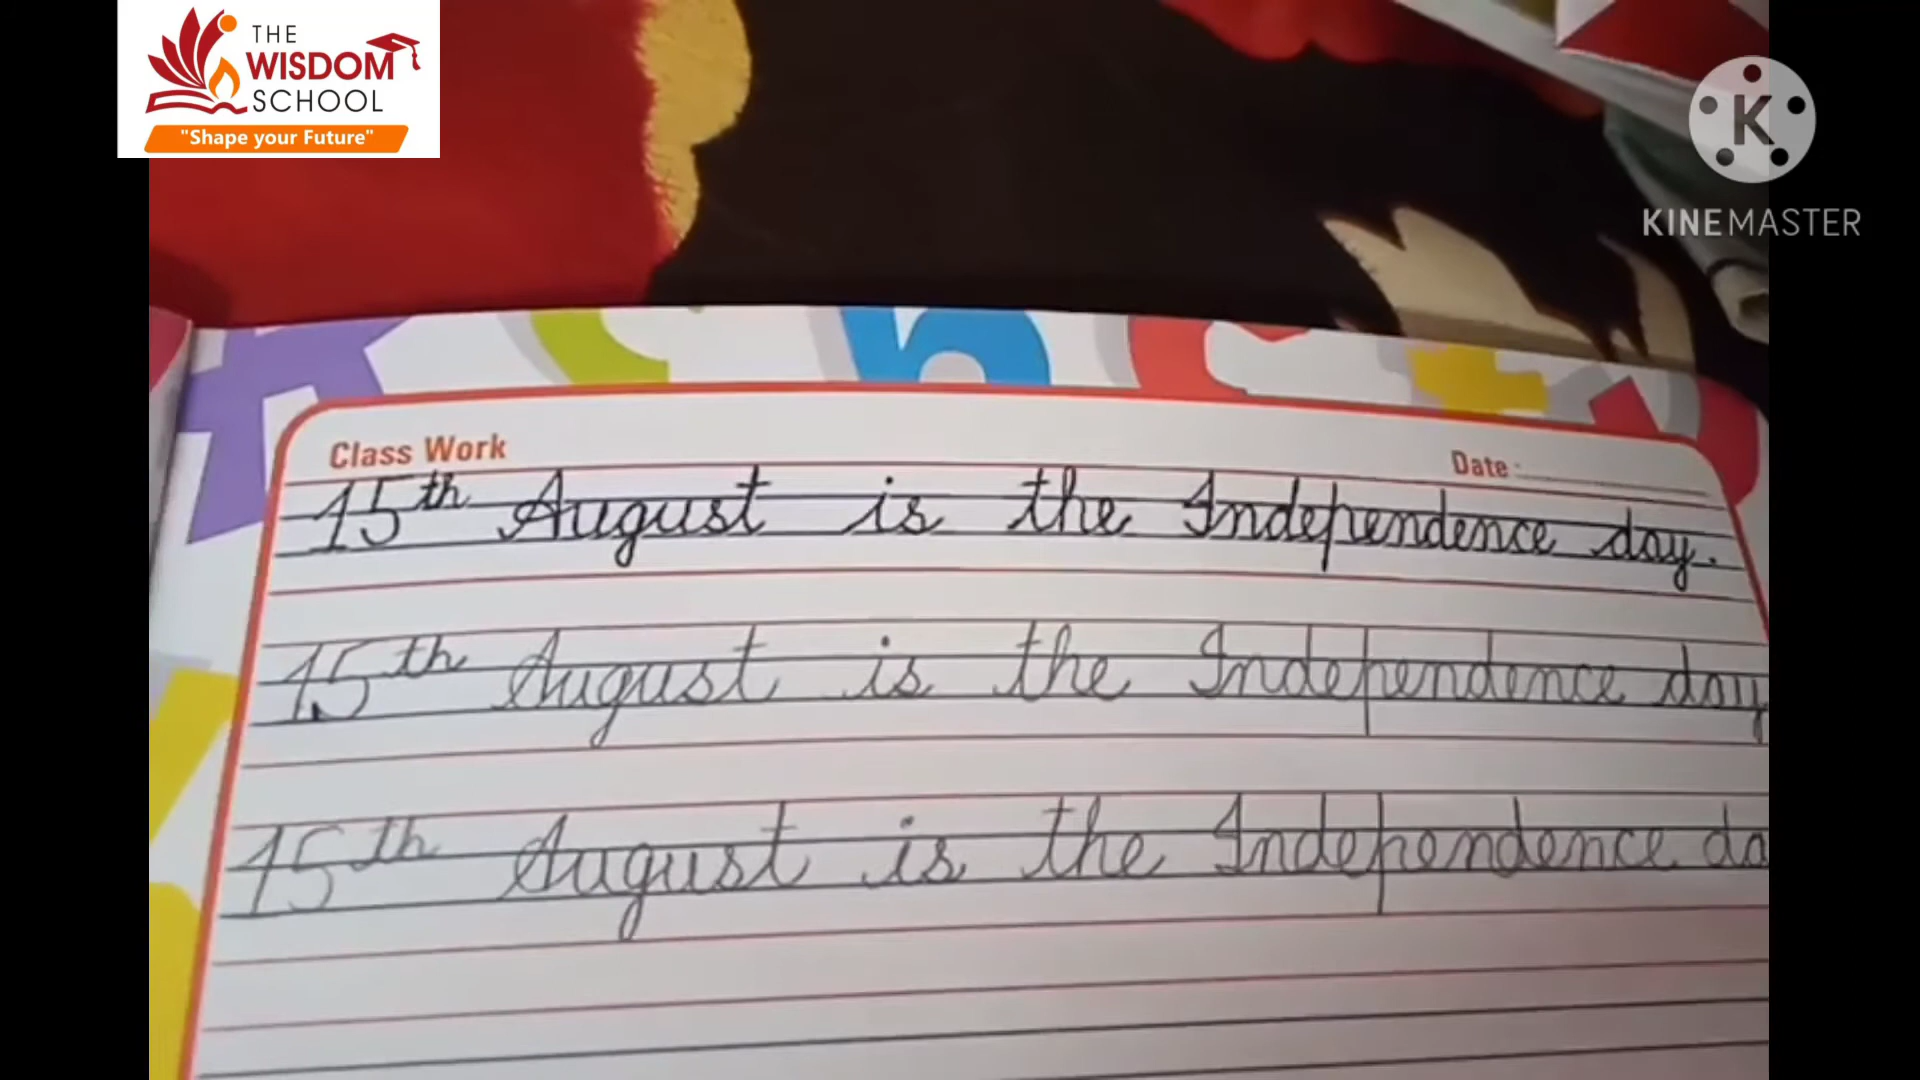 THE
WISDOM
SCHOOL
"Shape your Future"
K
KINEMASTER
Class Work
Date:
15th August is the Independence day.
15th August is the Independence day
15th August is the Independence da